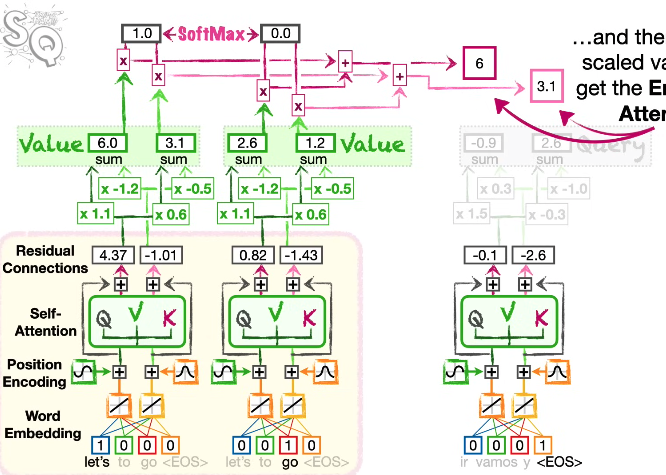 SQ
1.0 SoftMax 0.0
…and the
scaled va
get the En
Atten
x x + + 6 3.1
x x
Value 6.0 3.1 2.6 1.2 Value -0.9 2.6 Query
sum sum sum sum sum sum
x -1.2 x -0.5 x -1.2 x -0.5 x 0.3 x -1.0
x 1.1 x 0.6 x 1.1 x 0.6 x 1.5 x -0.3
Residual
Connections
4.37 -1.01 0.82 -1.43 -0.1 -2.6
+ + + + + +
Self-
Attention
Q V K Q V K Q V K
Position
Encoding
+ + + + + +
Word
Embedding
1 0 0 0 0 0 1 0 0 0 0 1
let's to go <EOS> let's to go <EOS> ir vamos y <EOS>